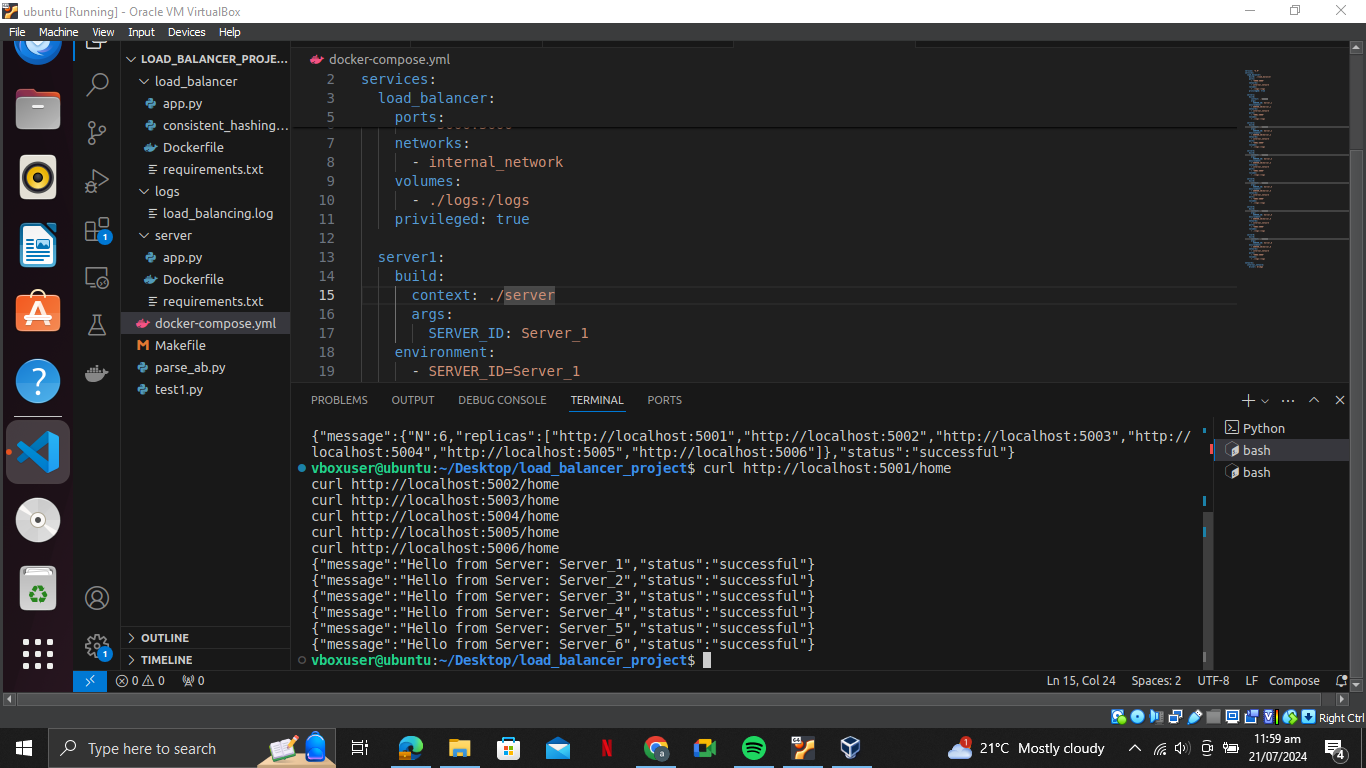 ubuntu [Running] - Oracle VM VirtualBox
File Machine View Input Devices Help
LOAD_BALANCER_PROJE...
load_balancer
app.py
consistent_hashing...
Dockerfile
requirements.txt
logs
load_balancing.log
server
app.py
Dockerfile
requirements.txt
docker-compose.yml
Makefile
parse_ab.py
test1.py
OUTLINE
TIMELINE
1
1
docker-compose.yml
2 services:
3 load_balancer:
5 ports:
7 networks:
8 - internal_network
9 volumes:
10 - ./logs:/logs
11 privileged: true
12
13 server1:
14 build:
15 context: ./server
16 args:
17 SERVER_ID: Server_1
18 environment:
19 - SERVER_ID=Server_1
PROBLEMS OUTPUT DEBUG CONSOLE TERMINAL PORTS
{"message":{"N":6,"replicas":["http://localhost:5001","http://localhost:5002","http://localhost:5003","http://
localhost:5004","http://localhost:5005","http://localhost:5006"]},"status":"successful"}
vboxuser@ubuntu:~/Desktop/load_balancer_project$ curl http://localhost:5001/home
curl http://localhost:5002/home
curl http://localhost:5003/home
curl http://localhost:5004/home
curl http://localhost:5005/home
curl http://localhost:5006/home
{"message":"Hello from Server: Server_1","status":"successful"}
{"message":"Hello from Server: Server_2","status":"successful"}
{"message":"Hello from Server: Server_3","status":"successful"}
{"message":"Hello from Server: Server_4","status":"successful"}
{"message":"Hello from Server: Server_5","status":"successful"}
{"message":"Hello from Server: Server_6","status":"successful"}
vboxuser@ubuntu:~/Desktop/load_balancer_project$
Python
bash
bash
0 0 0 Ln 15, Col 24 Spaces: 2 UTF-8 LF Compose
Right Ctrl
Type here to search
1 21°C Mostly cloudy
11:59 am
21/07/2024
4